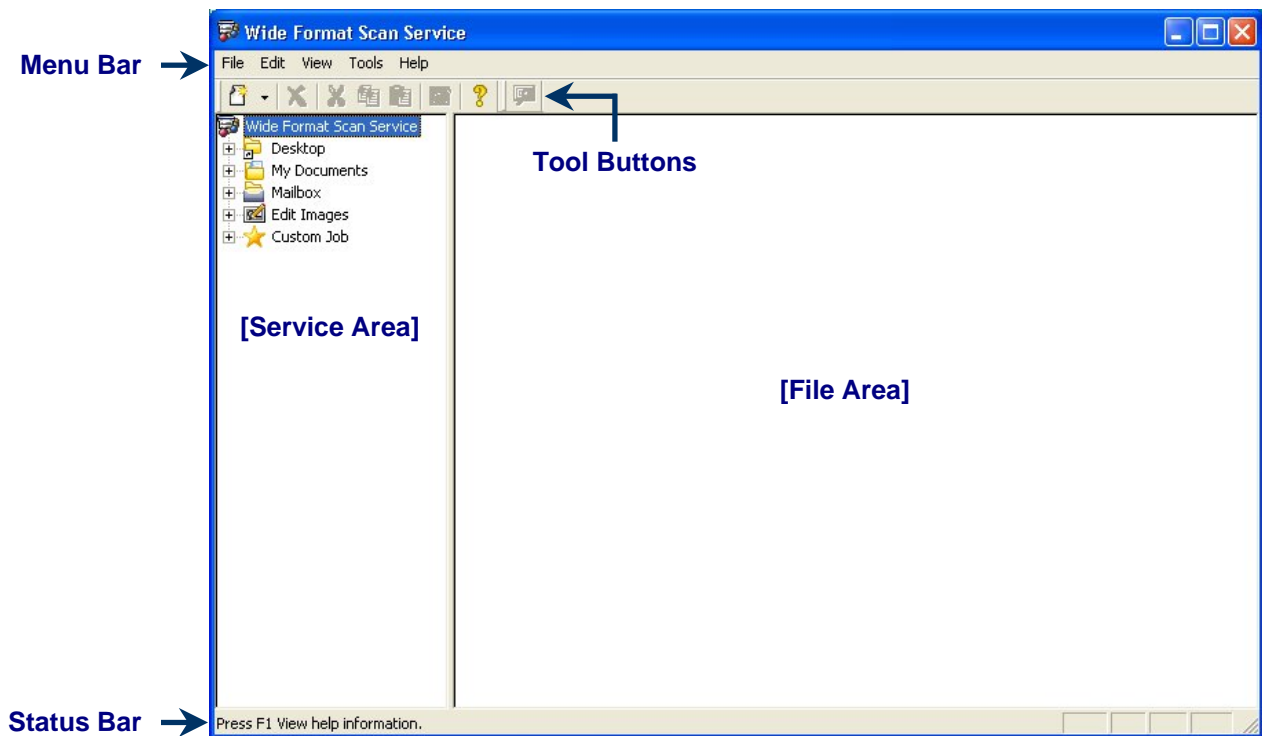 Wide Format Scan Service
Menu Bar
File Edit View Tools Help
Wide Format Scan Service
Desktop
My Documents
Mailbox
Edit Images
Custom Job
Tool Buttons
[Service Area]
[File Area]
Status Bar
Press F1 View help information.